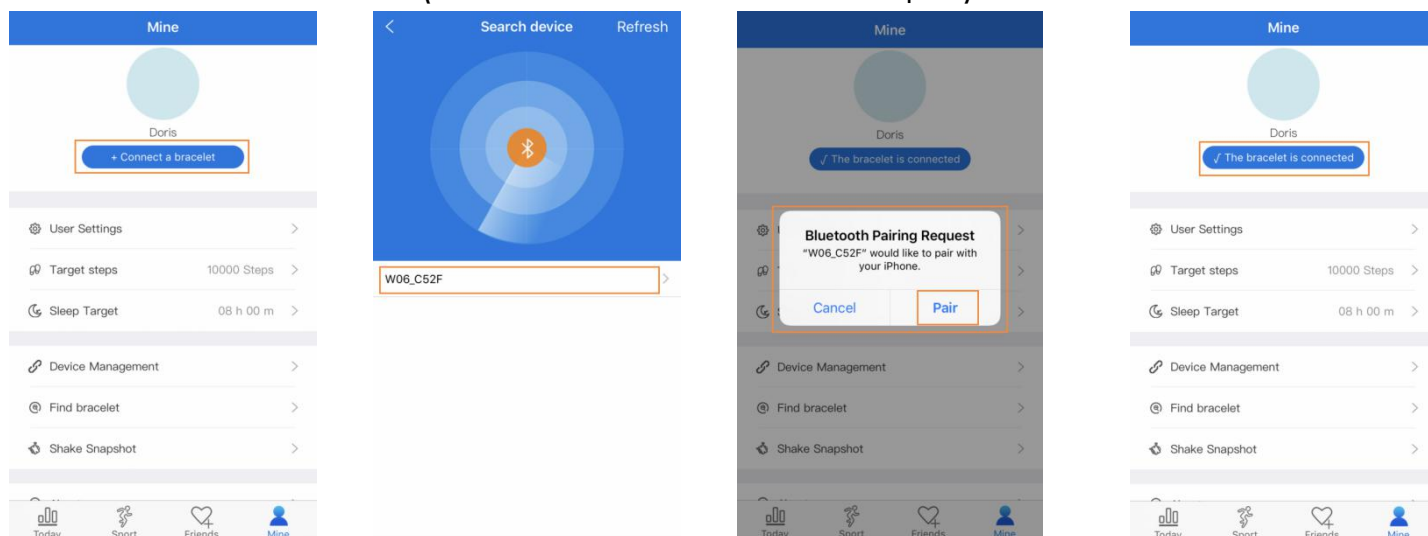 Mine
Doris
+ Connect a bracelet
User Settings
Target steps 10000 Steps
Sleep Target 08 h 00 m
Device Management
Find bracelet
Shake Snapshot
Today Sport Friends Mine
Search device Refresh
W06_C52F
Mine
Doris
√ The bracelet is connected
Bluetooth Pairing Request
"W06_C52F" would like to pair with
your iPhone.
Cancel Pair
Device Management
Find bracelet
Shake Snapshot
Today Sport Friends Mine
Mine
Doris
√ The bracelet is connected
User Settings
Target steps 10000 Steps
Sleep Target 08 h 00 m
Device Management
Find bracelet
Shake Snapshot
Today Sport Friends Mine